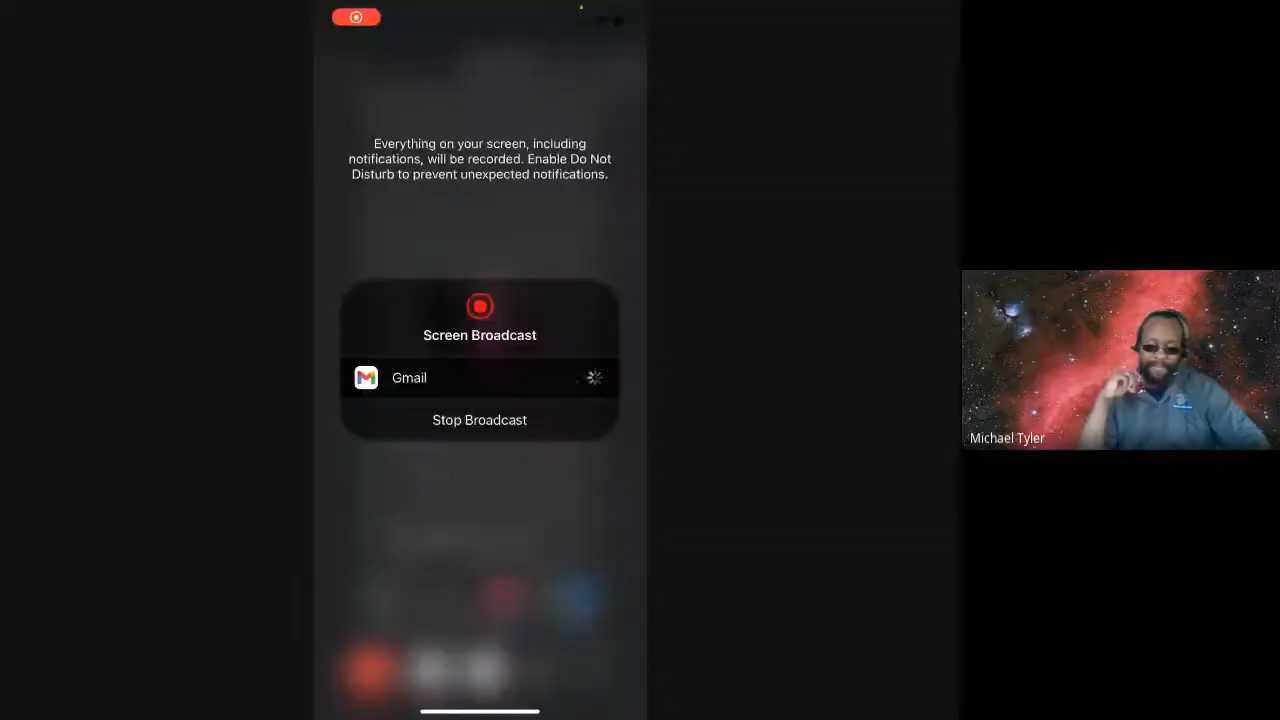 Everything on your screen, including
notifications, will be recorded. Enable Do Not
Disturb to prevent unexpected notifications.
Screen Broadcast
Gmail
Stop Broadcast
Michael Tyler